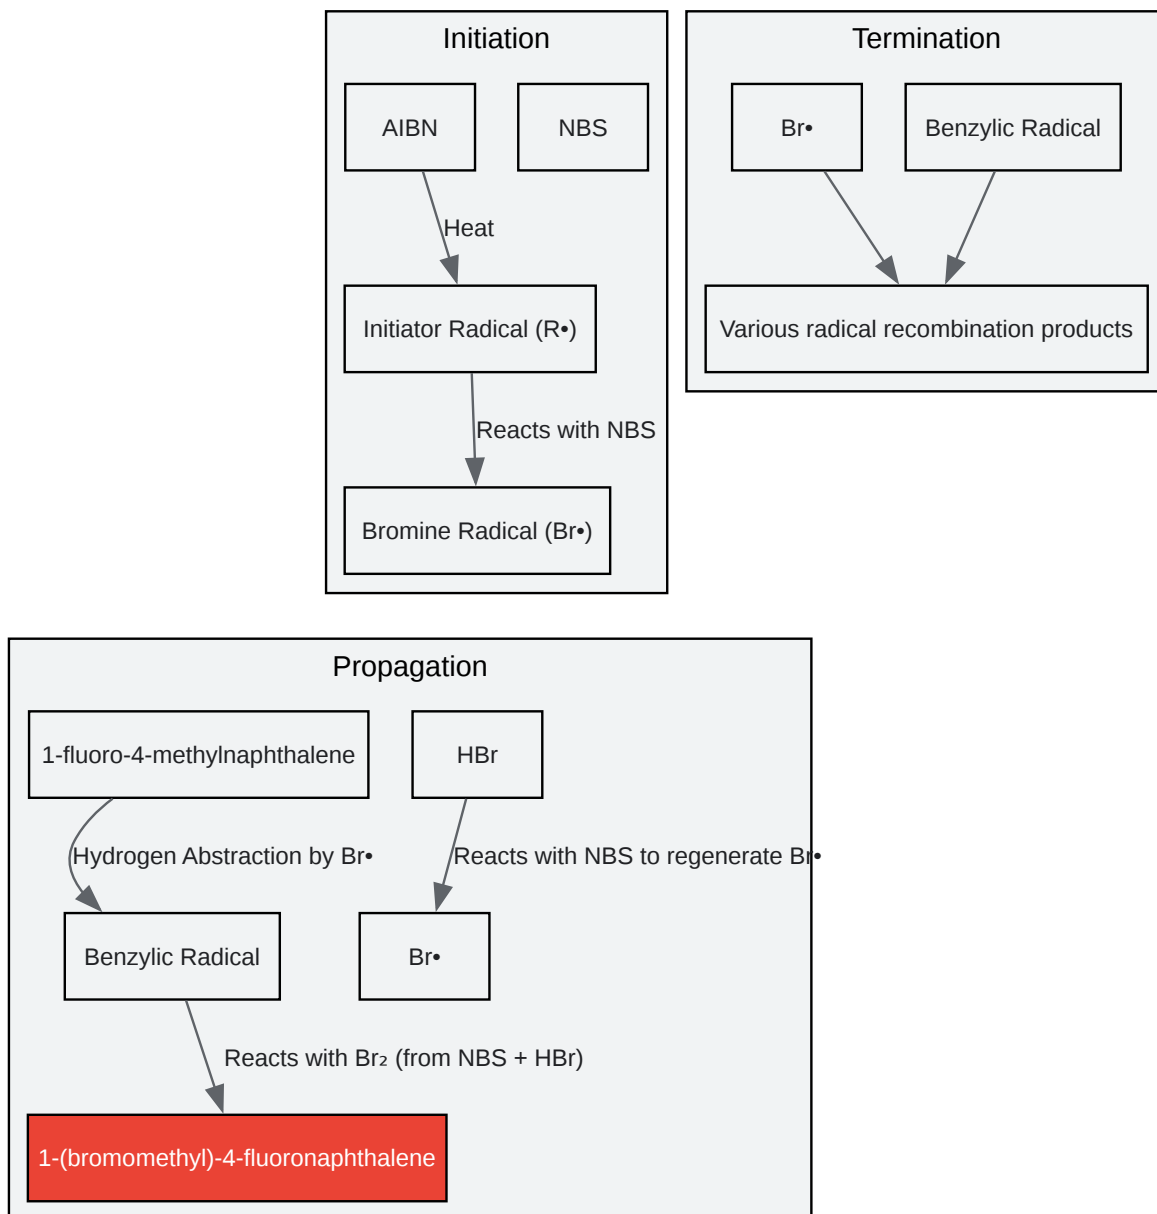 Initiation
AIBN
NBS
Heat
Initiator Radical (R•)
Reacts with NBS
Bromine Radical (Br•)
Termination
Br•
Benzylic Radical
Various radical recombination products
Propagation
1-fluoro-4-methylnaphthalene
HBr
Hydrogen Abstraction by Br•
Reacts with NBS to regenerate Br•
Benzylic Radical
Br•
Reacts with Br₂ (from NBS + HBr)
1-(bromomethyl)-4-fluoronaphthalene